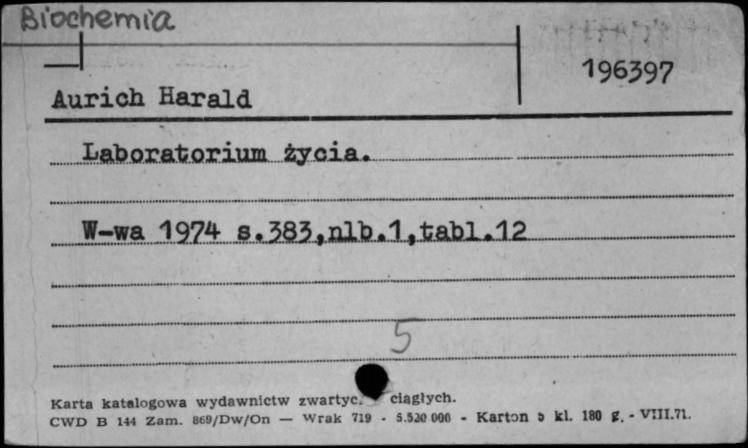 Biochemia
196397
Aurich Harald
Laboratorium życia.
W-wa 1974 s.383,nlb.1,tabl.12
5
Karta katalogowa wydawnictw zwartyc. ciągłych.
CWD B 144 Zam. 869/Dw/On — Wrak 719 - 5.520.000 - Karton 5 kl. 180 g. - VIII.71.